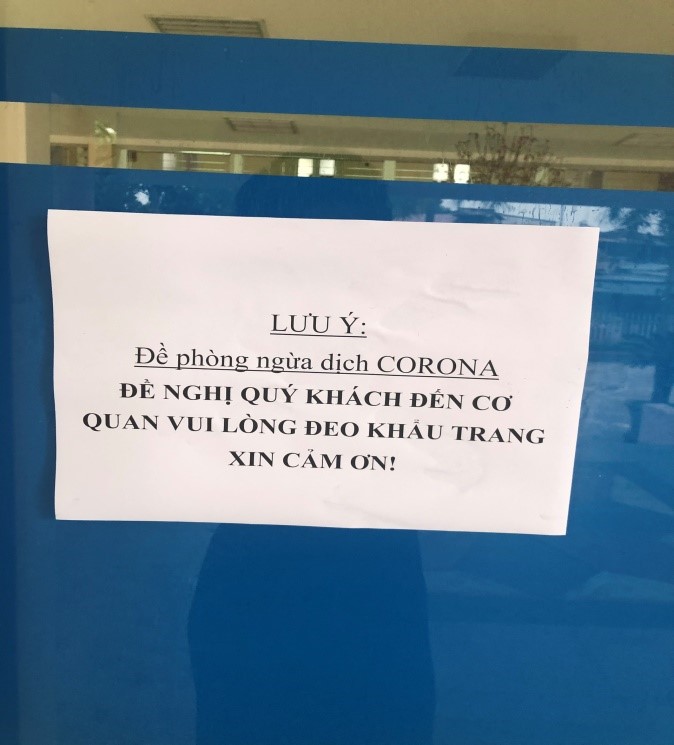 LƯU Ý:
Đề phòng ngừa dịch CORONA
ĐỀ NGHỊ QUÝ KHÁCH ĐẾN CƠ
QUAN VUI LÒNG ĐEO KHẨU TRANG
XIN CẢM ƠN!